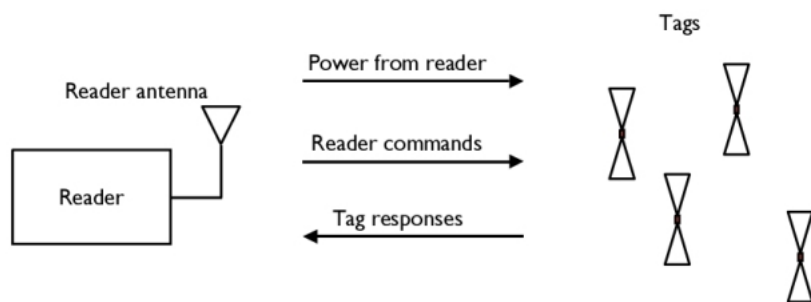 Tags
Power from reader
Reader antenna
Reader commands
Reader
Tag responses